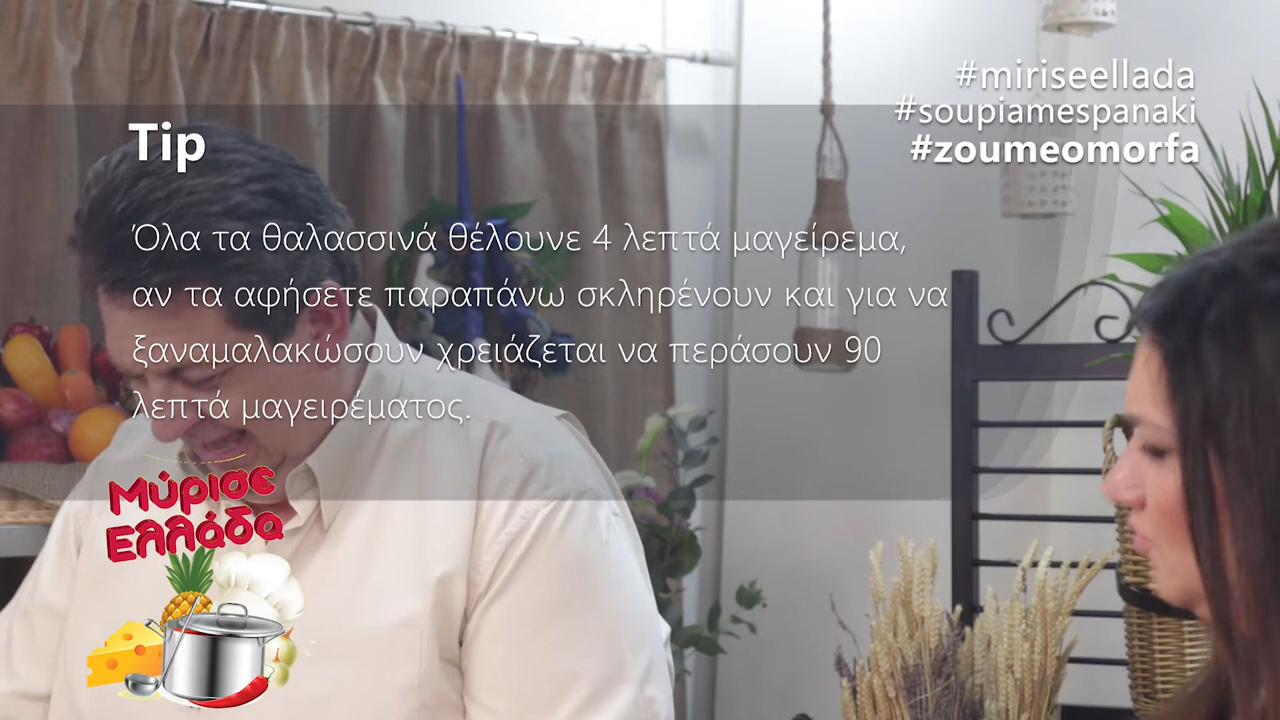 #miriseellada
#soupiamespanaki
#zoumeomorfa
Tip
Όλα τα θαλασσινά θέλουνε 4 λεπτά μαγείρεμα,
αν τα αφήσετε παραπάνω σκληρένουν και για να
ξαναμαλακώσουν χρειάζεται να περάσουν 90
λεπτά μαγειρέματος.
Μύρισε
Ελλάδα